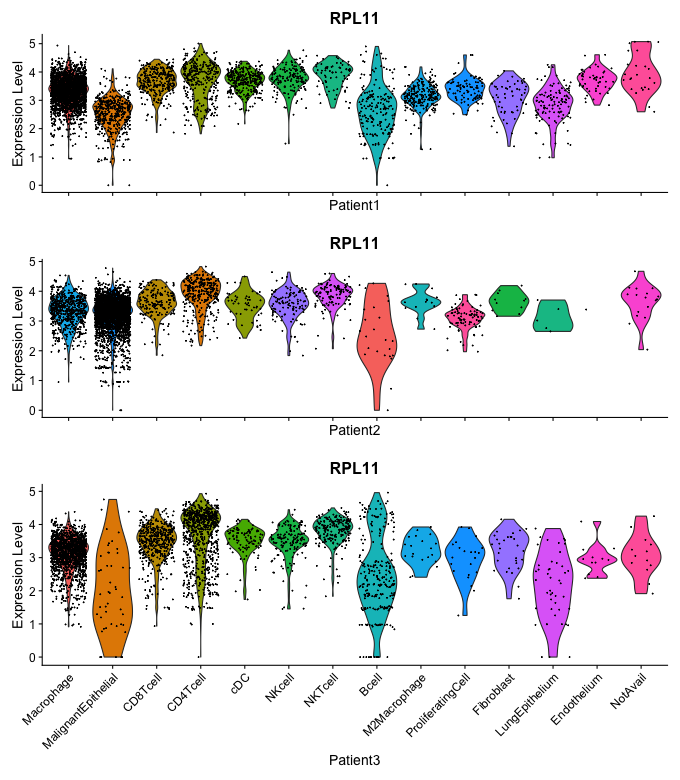 RPL11
Expression Level
5
4
3
2
1
0
Patient1
RPL11
Expression Level
5
4
3
2
1
0
Patient2
RPL11
Expression Level
5
4
3
2
1
0
Macrophage
MalignantEpithelial
CD8Tcell
CD4Tcell
cDC
NKcell
NKTcell
Bcell
M2Macrophage
ProliferatingCell
Fibroblast
LungEpithelium
Endothelium
NotAvail
Patient3